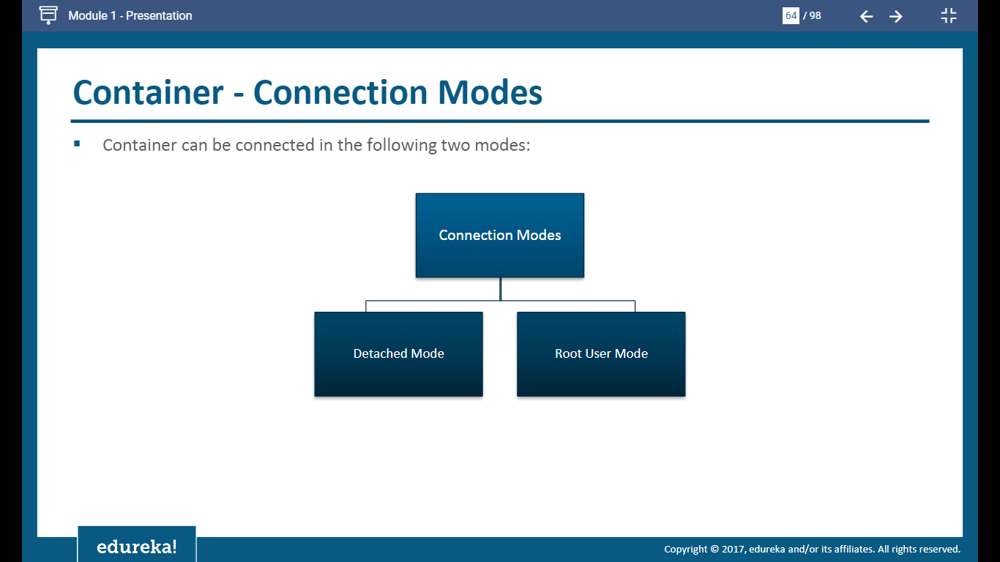 Module 1 - Presentation
64 / 98
Container - Connection Modes
▪ Container can be connected in the following two modes:
Connection Modes
Detached Mode
Root User Mode
edureka!
Copyright © 2017, edureka and/or its affiliates. All rights reserved.